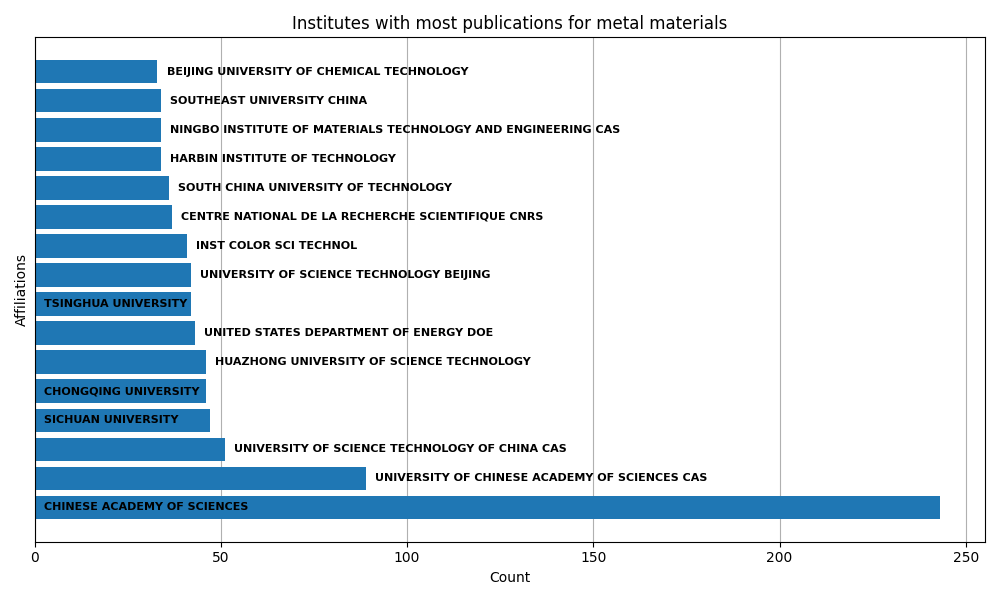 Institutes with most publications for metal materials
BEIJING UNIVERSITY OF CHEMICAL TECHNOLOGY
SOUTHEAST UNIVERSITY CHINA
NINGBO INSTITUTE OF MATERIALS TECHNOLOGY AND ENGINEERING CAS
HARBIN INSTITUTE OF TECHNOLOGY
SOUTH CHINA UNIVERSITY OF TECHNOLOGY
CENTRE NATIONAL DE LA RECHERCHE SCIENTIFIQUE CNRS
INST COLOR SCI TECHNOL
UNIVERSITY OF SCIENCE TECHNOLOGY BEIJING
TSINGHUA UNIVERSITY
UNITED STATES DEPARTMENT OF ENERGY DOE
HUAZHONG UNIVERSITY OF SCIENCE TECHNOLOGY
CHONGQING UNIVERSITY
SICHUAN UNIVERSITY
UNIVERSITY OF SCIENCE TECHNOLOGY OF CHINA CAS
UNIVERSITY OF CHINESE ACADEMY OF SCIENCES CAS
CHINESE ACADEMY OF SCIENCES
Affiliations
0 50 100 150 200 250
Count